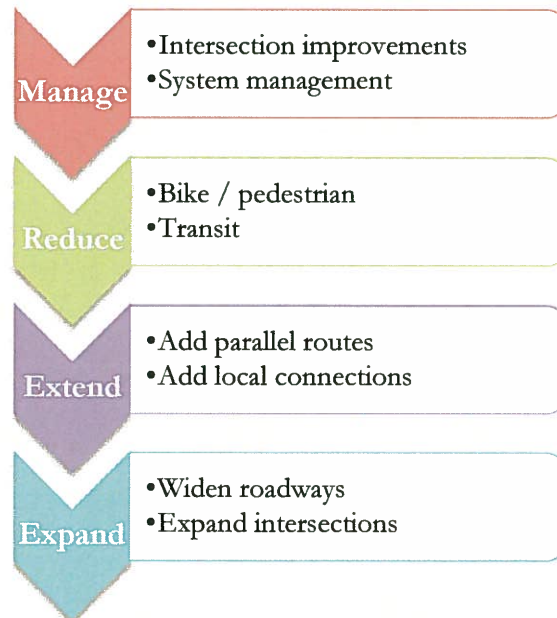 Manage
•Intersection improvements
•System management
Reduce
•Bike / pedestrian
•Transit
Extend
•Add parallel routes
•Add local connections
Expand
•Widen roadways
•Expand intersections